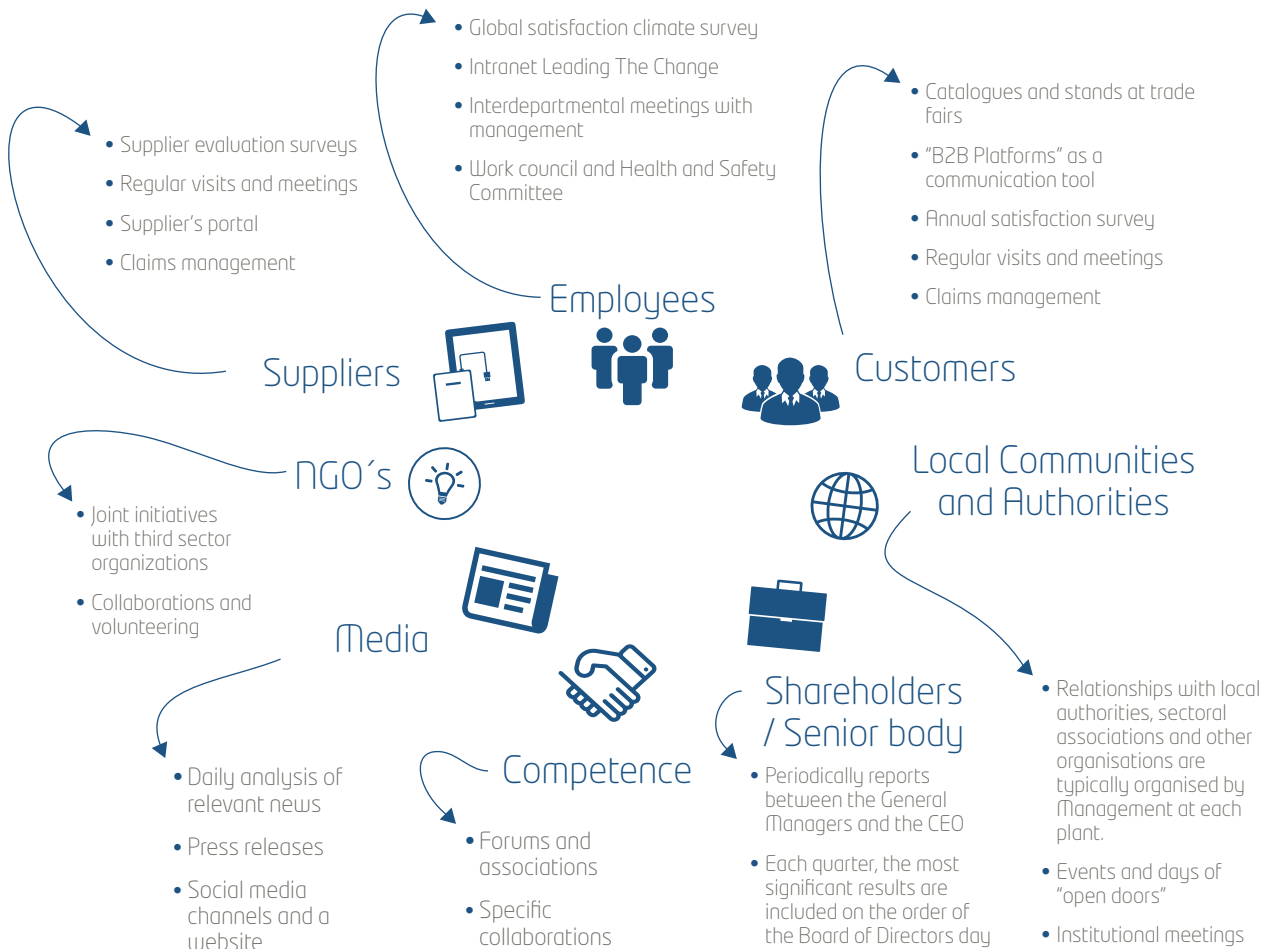 • Global satisfaction climate survey
• Intranet Leading The Change
• Interdepartmental meetings with
management
• Work council and Health and Safety
Committee
Employees
• Supplier evaluation surveys
• Regular visits and meetings
• Supplier's portal
• Claims management
Suppliers
• Catalogues and stands at trade
fairs
• "B2B Platforms" as a
communication tool
• Annual satisfaction survey
• Regular visits and meetings
• Claims management
Customers
NGO´s
• Joint initiatives
with third sector
organizations
• Collaborations and
volunteering
Local Communities
and Authorities
• Relationships with local
authorities, sectoral
associations and other
organisations are
typically organised by
Management at each
plant.
• Events and days of
"open doors"
• Institutional meetings
Media
• Daily analysis of
relevant news
• Press releases
• Social media
channels and a
website
Competence
• Forums and
associations
• Specific
collaborations
Shareholders
/ Senior body
• Periodically reports
between the General
Managers and the CEO
• Each quarter, the most
significant results are
included on the order of
the Board of Directors day